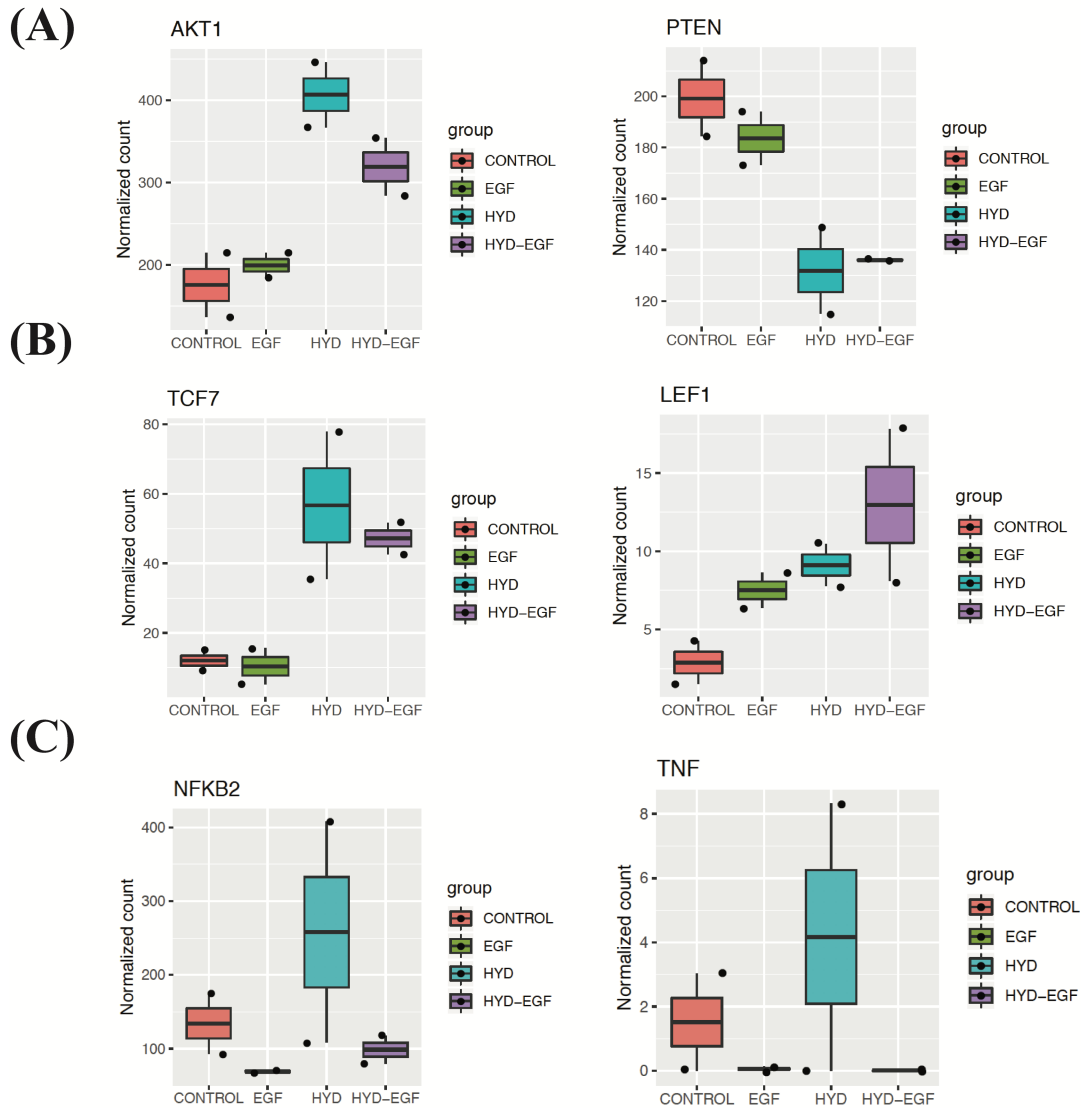 (A)
AKT1
Normalized count
400
300
200
CONTROL EGF HYD HYD-EGF
group
CONTROL
EGF
HYD
HYD-EGF
PTEN
Normalized count
200
180
160
140
120
CONTROL EGF HYD HYD-EGF
group
CONTROL
EGF
HYD
HYD-EGF
(B)
TCF7
Normalized count
80
60
40
20
CONTROL EGF HYD HYD-EGF
group
CONTROL
EGF
HYD
HYD-EGF
LEF1
Normalized count
15
10
5
CONTROL EGF HYD HYD-EGF
group
CONTROL
EGF
HYD
HYD-EGF
(C)
NFKB2
Normalized count
400
300
200
100
CONTROL EGF HYD HYD-EGF
group
CONTROL
EGF
HYD
HYD-EGF
TNF
Normalized count
8
6
4
2
0
CONTROL EGF HYD HYD-EGF
group
CONTROL
EGF
HYD
HYD-EGF